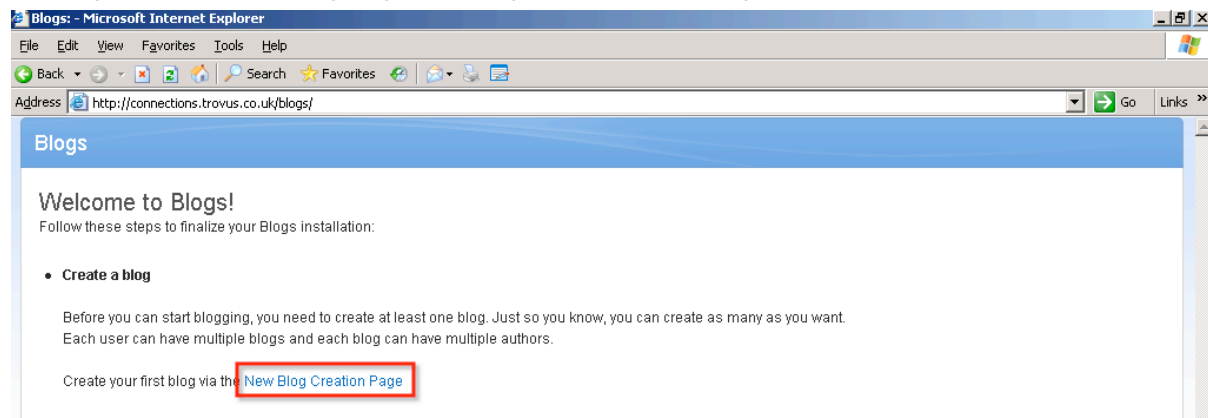 Blogs: - Microsoft Internet Explorer
File Edit View Favorites Tools Help
Back Search Favorites
Address http://connections.trovus.co.uk/blogs/ Go Links »
Blogs
Welcome to Blogs!
Follow these steps to finalize your Blogs installation:
• Create a blog
Before you can start blogging, you need to create at least one blog. Just so you know, you can create as many as you want.
Each user can have multiple blogs and each blog can have multiple authors.
Create your first blog via the New Blog Creation Page